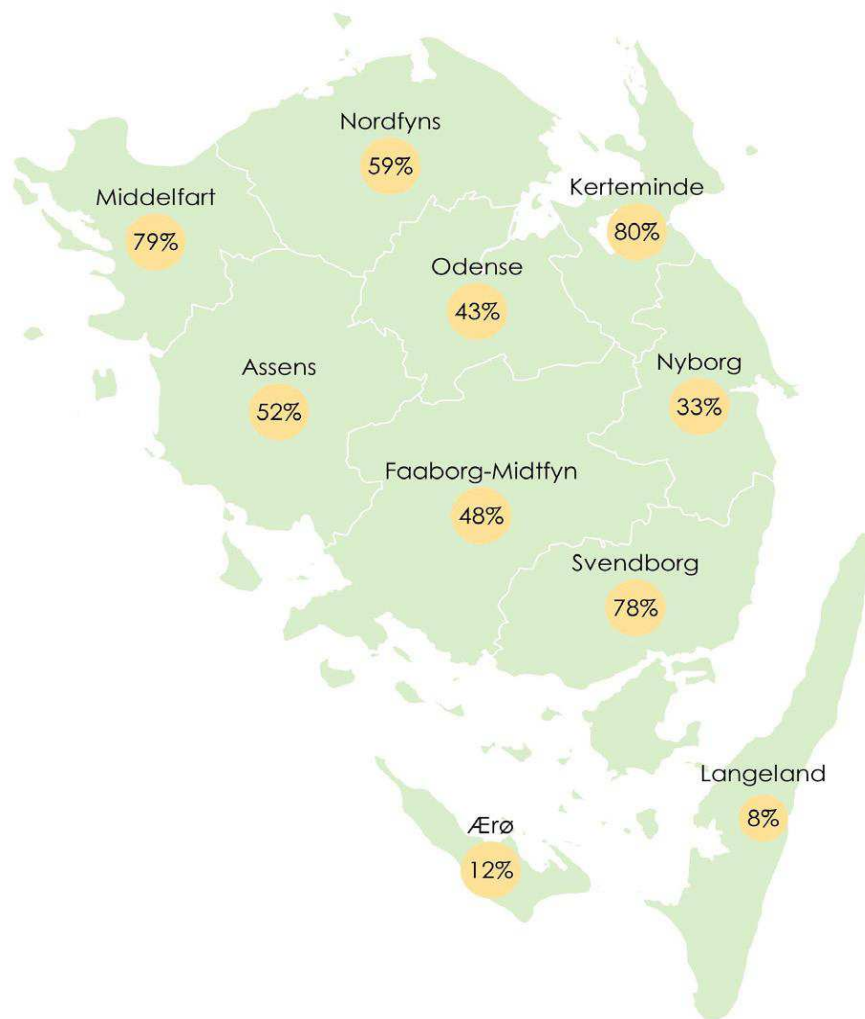 Nordfyns
59%
Middelfart
79%
Kerteminde
80%
Odense
43%
Assens
52%
Nyborg
33%
Faaborg-Midtfyn
48%
Svendborg
78%
Langeland
8%
Ærø
12%